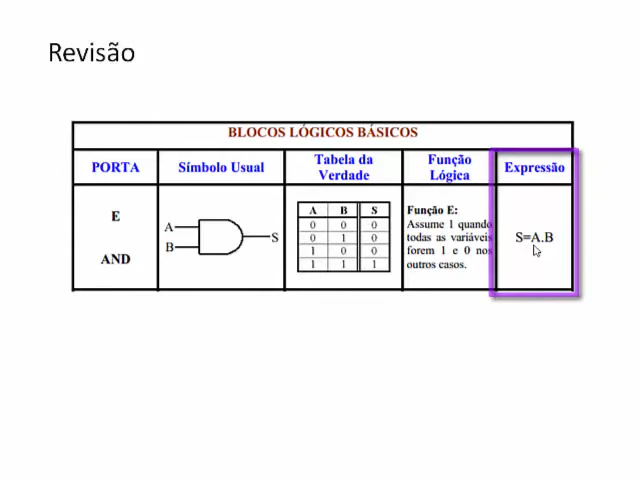 Revisão
BLOCOS LÓGICOS BÁSICOS
PORTA
Símbolo Usual
Tabela da
Verdade
Função
Lógica
Expressão
E
AND
A
B
S
A B S
0 0 0
0 1 0
1 0 0
1 1 1
Função E:
Assume 1 quando
todas as variáveis
forem 1 e 0 nos
outros casos.
S=A.B